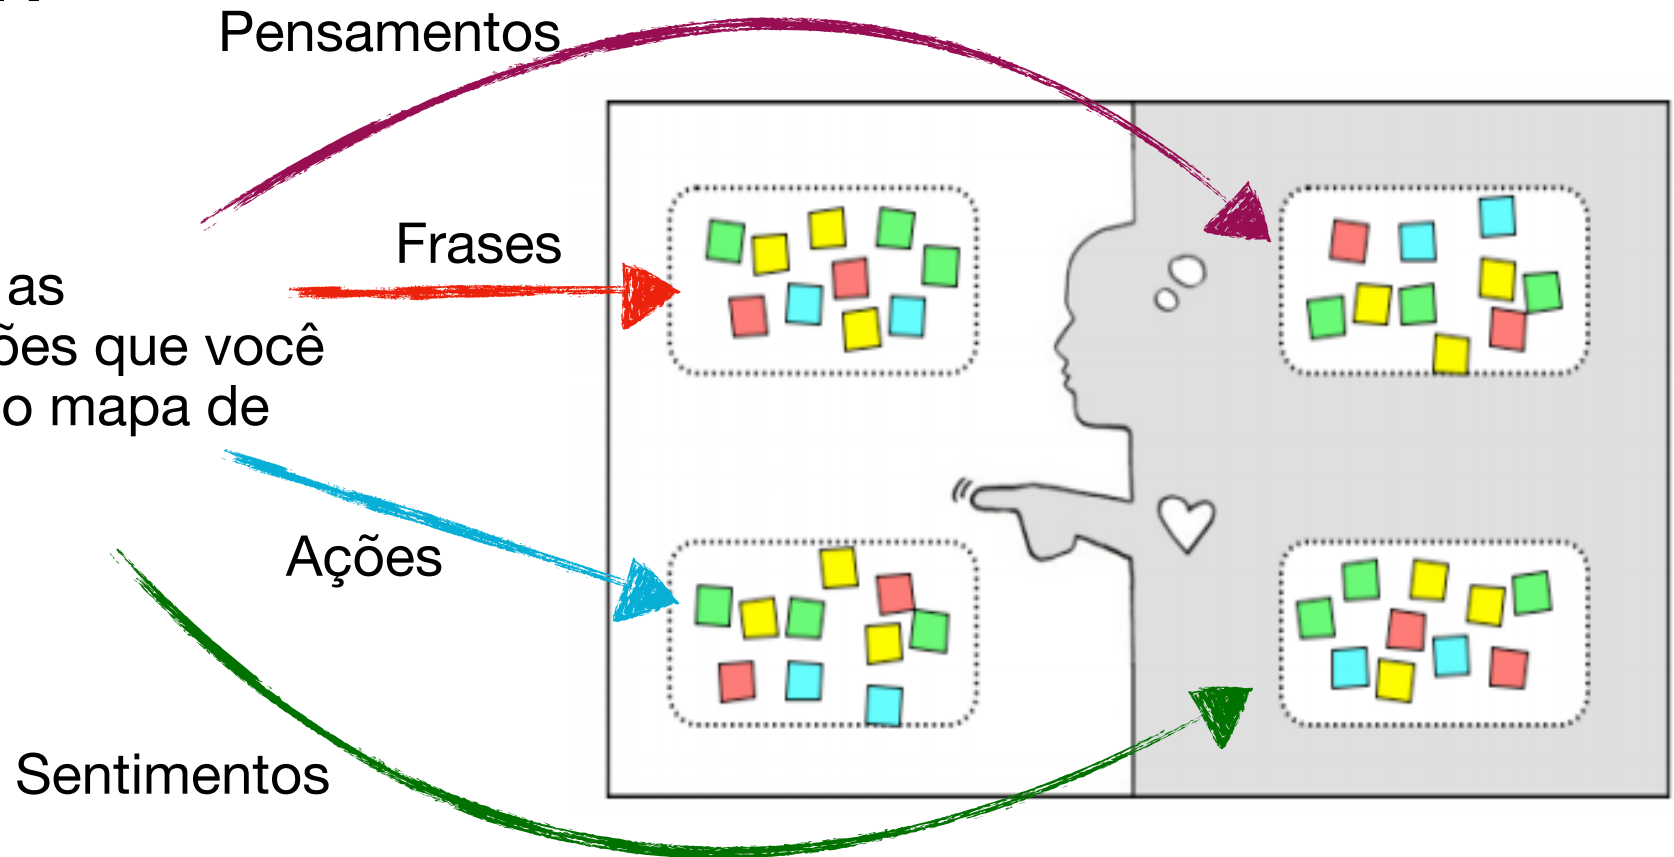 Pensamentos
Frases
as
ões que você
o mapa de
Ações
Sentimentos